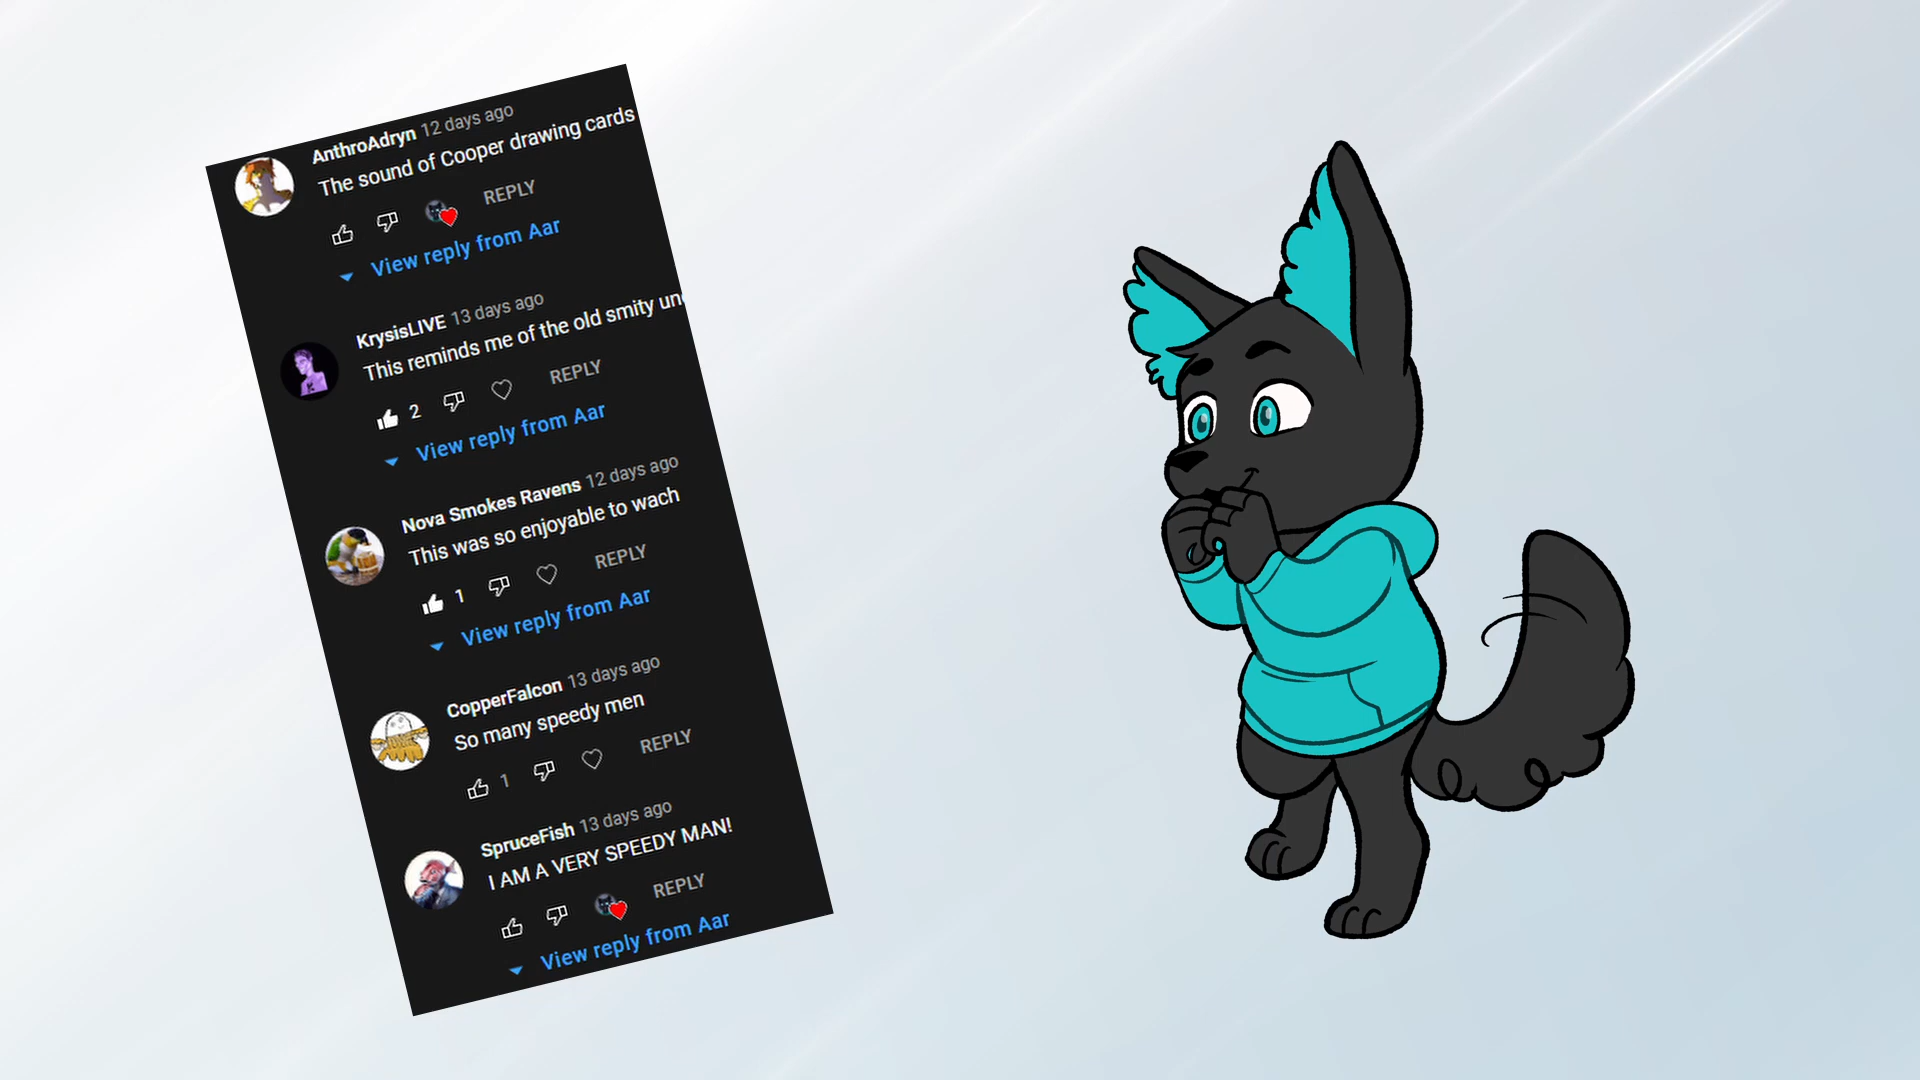 AnthroAdryn 12 days ago
The sound of Cooper drawing cards
REPLY
View reply from Aar
KrysisLIVE 13 days ago
This reminds me of the old smity
2 REPLY
View reply from Aar
Nova Smokes Ravens 12 days ago
This was so enjoyable to wach
1 REPLY
View reply from Aar
CopperFalcon 13 days ago
So many speedy men
1 REPLY
SpruceFish 13 days ago
I AM A VERY SPEEDY MAN!
REPLY
View reply from Aar